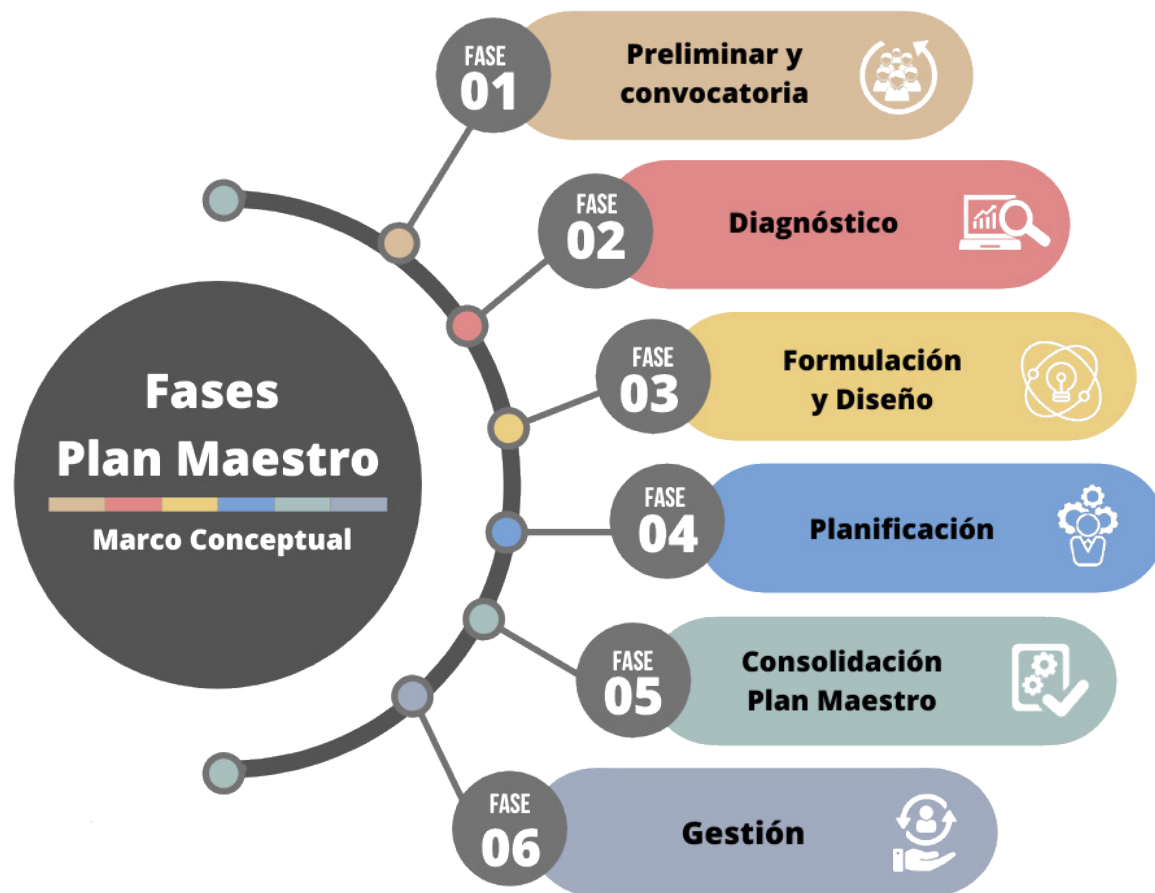 Fases
Plan Maestro
Marco Conceptual
FASE
01
Preliminar y
convocatoria
FASE
02
Diagnóstico
FASE
03
Formulación
y Diseño
FASE
04
Planificación
FASE
05
Consolidación
Plan Maestro
FASE
06
Gestión